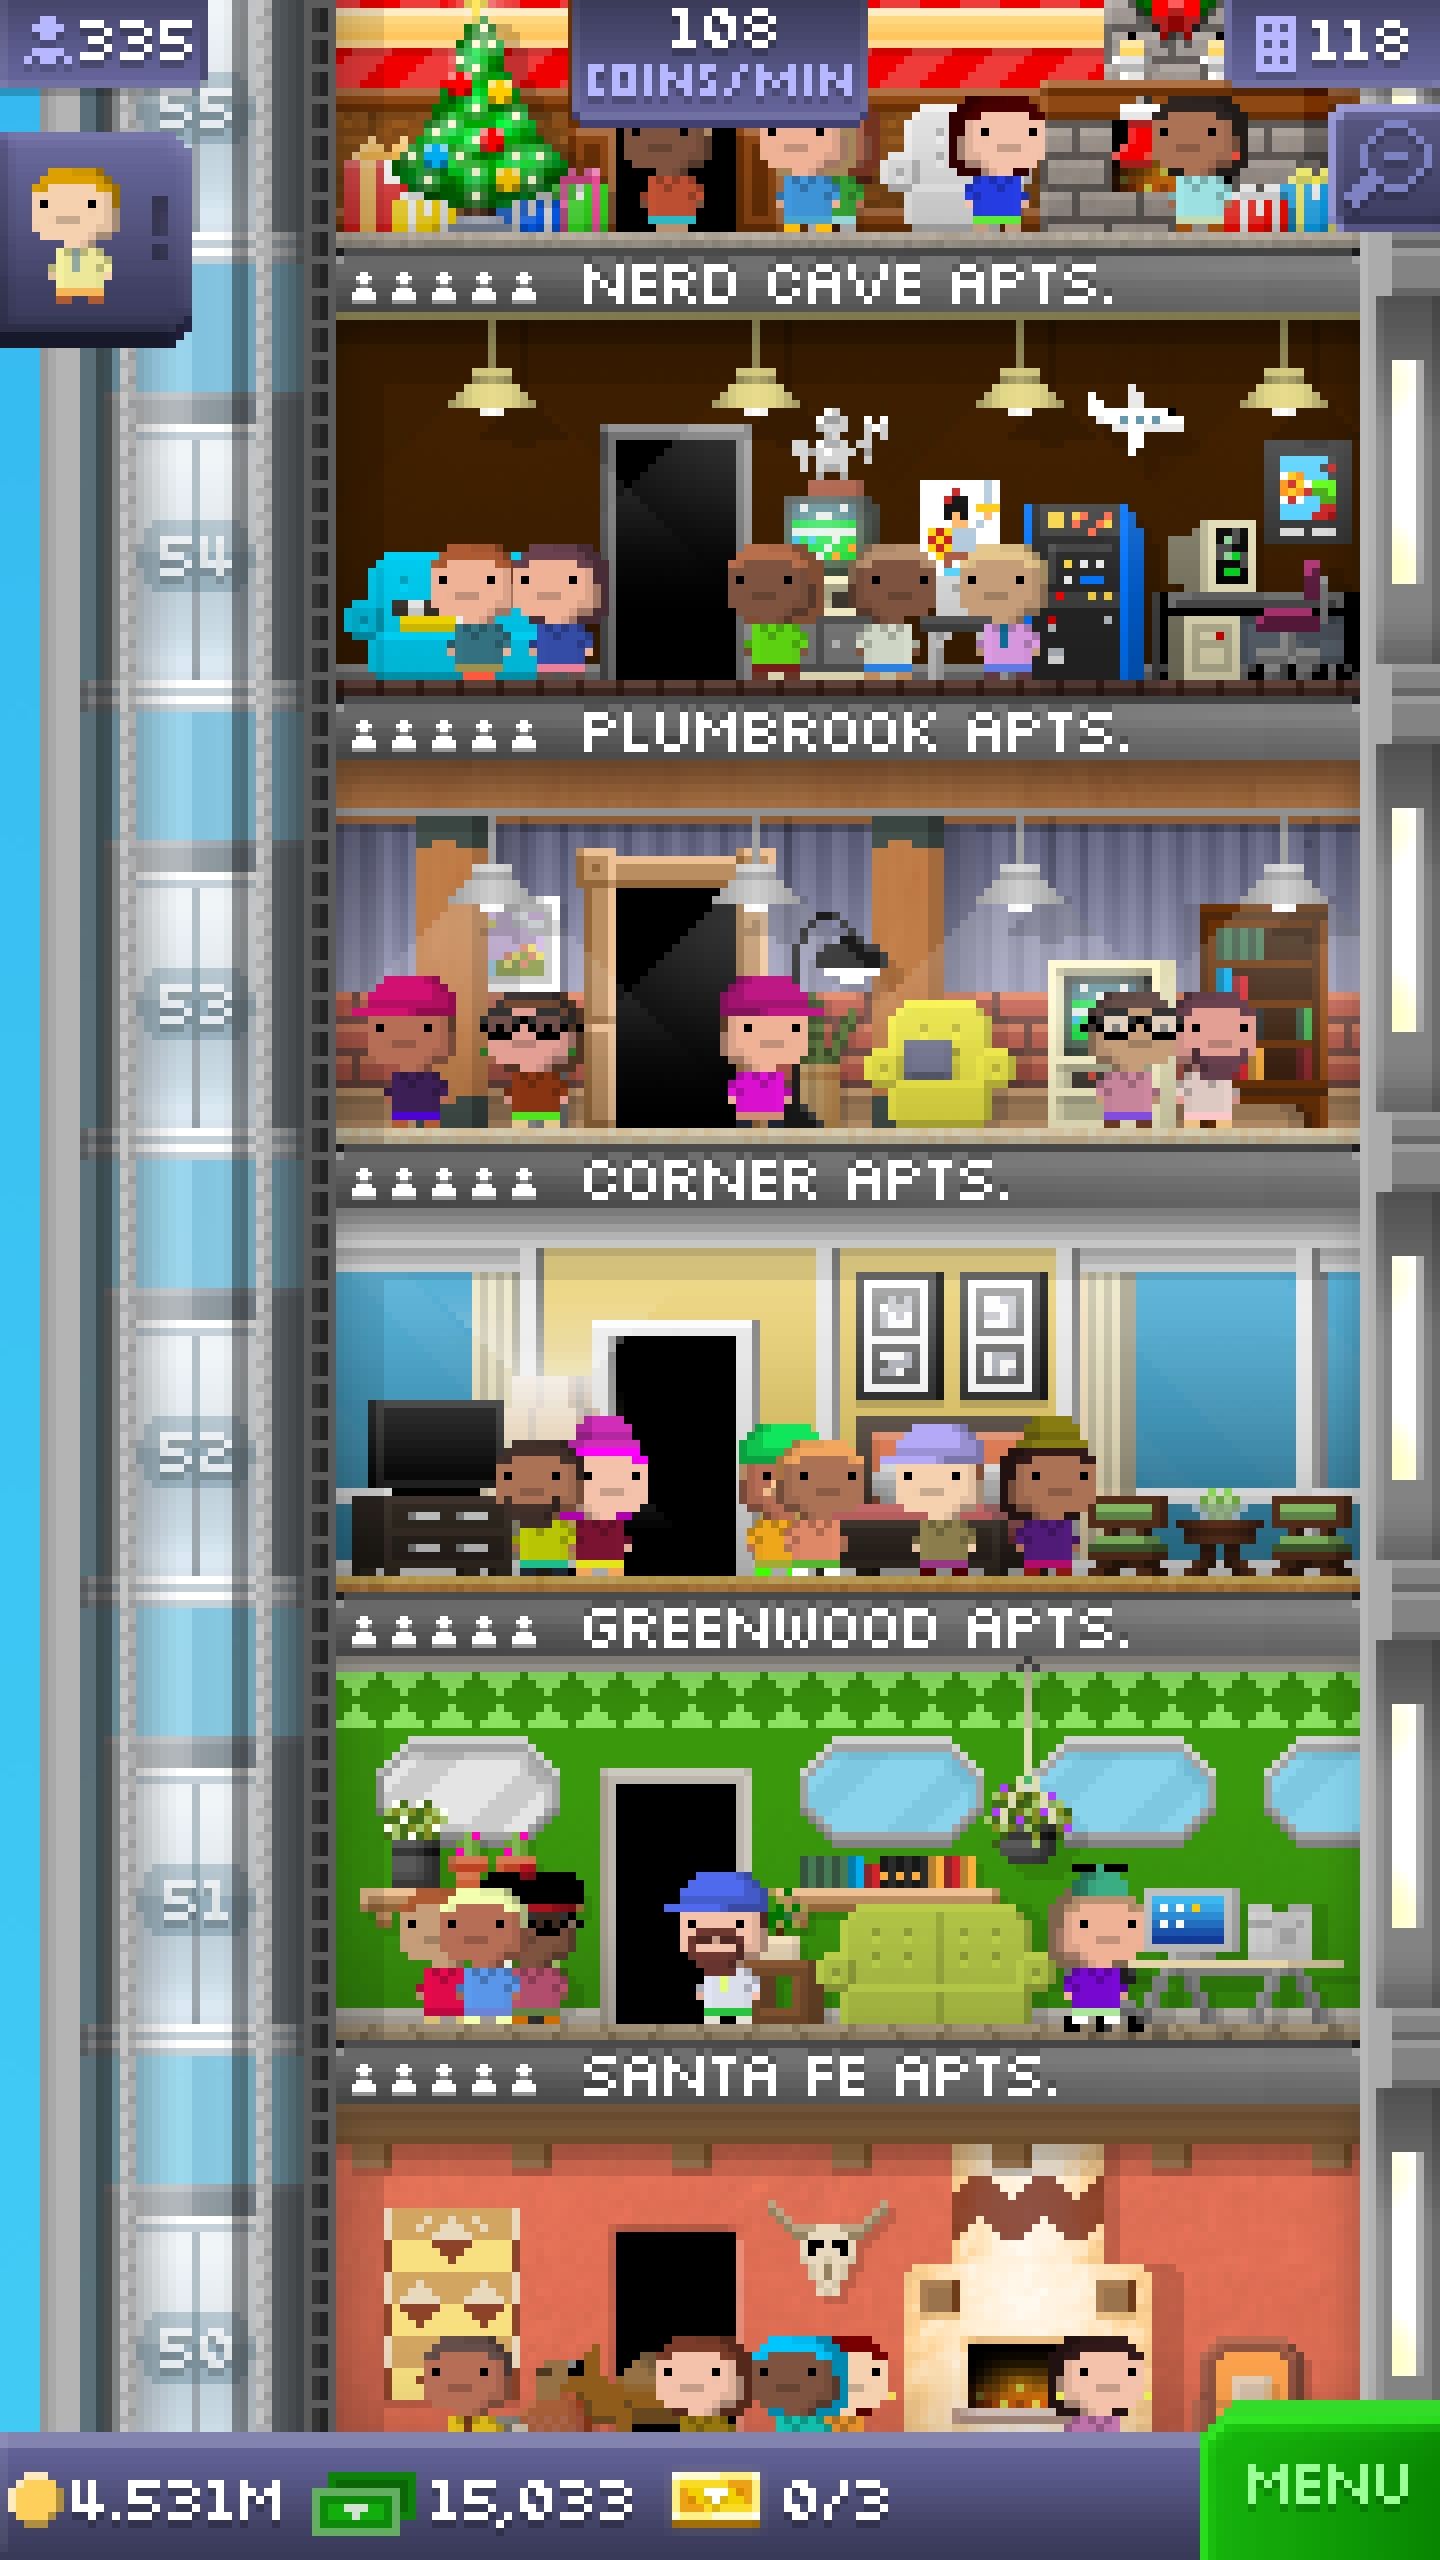 335
108
COINS/MIN
118
55
!
NERD CAVE APTS.
54
PLUMBROOK APTS.
53
CORNER APTS.
52
GREENWOOD APTS.
51
SANTA FE APTS.
50
4.531M 15,033 0/3
MENU